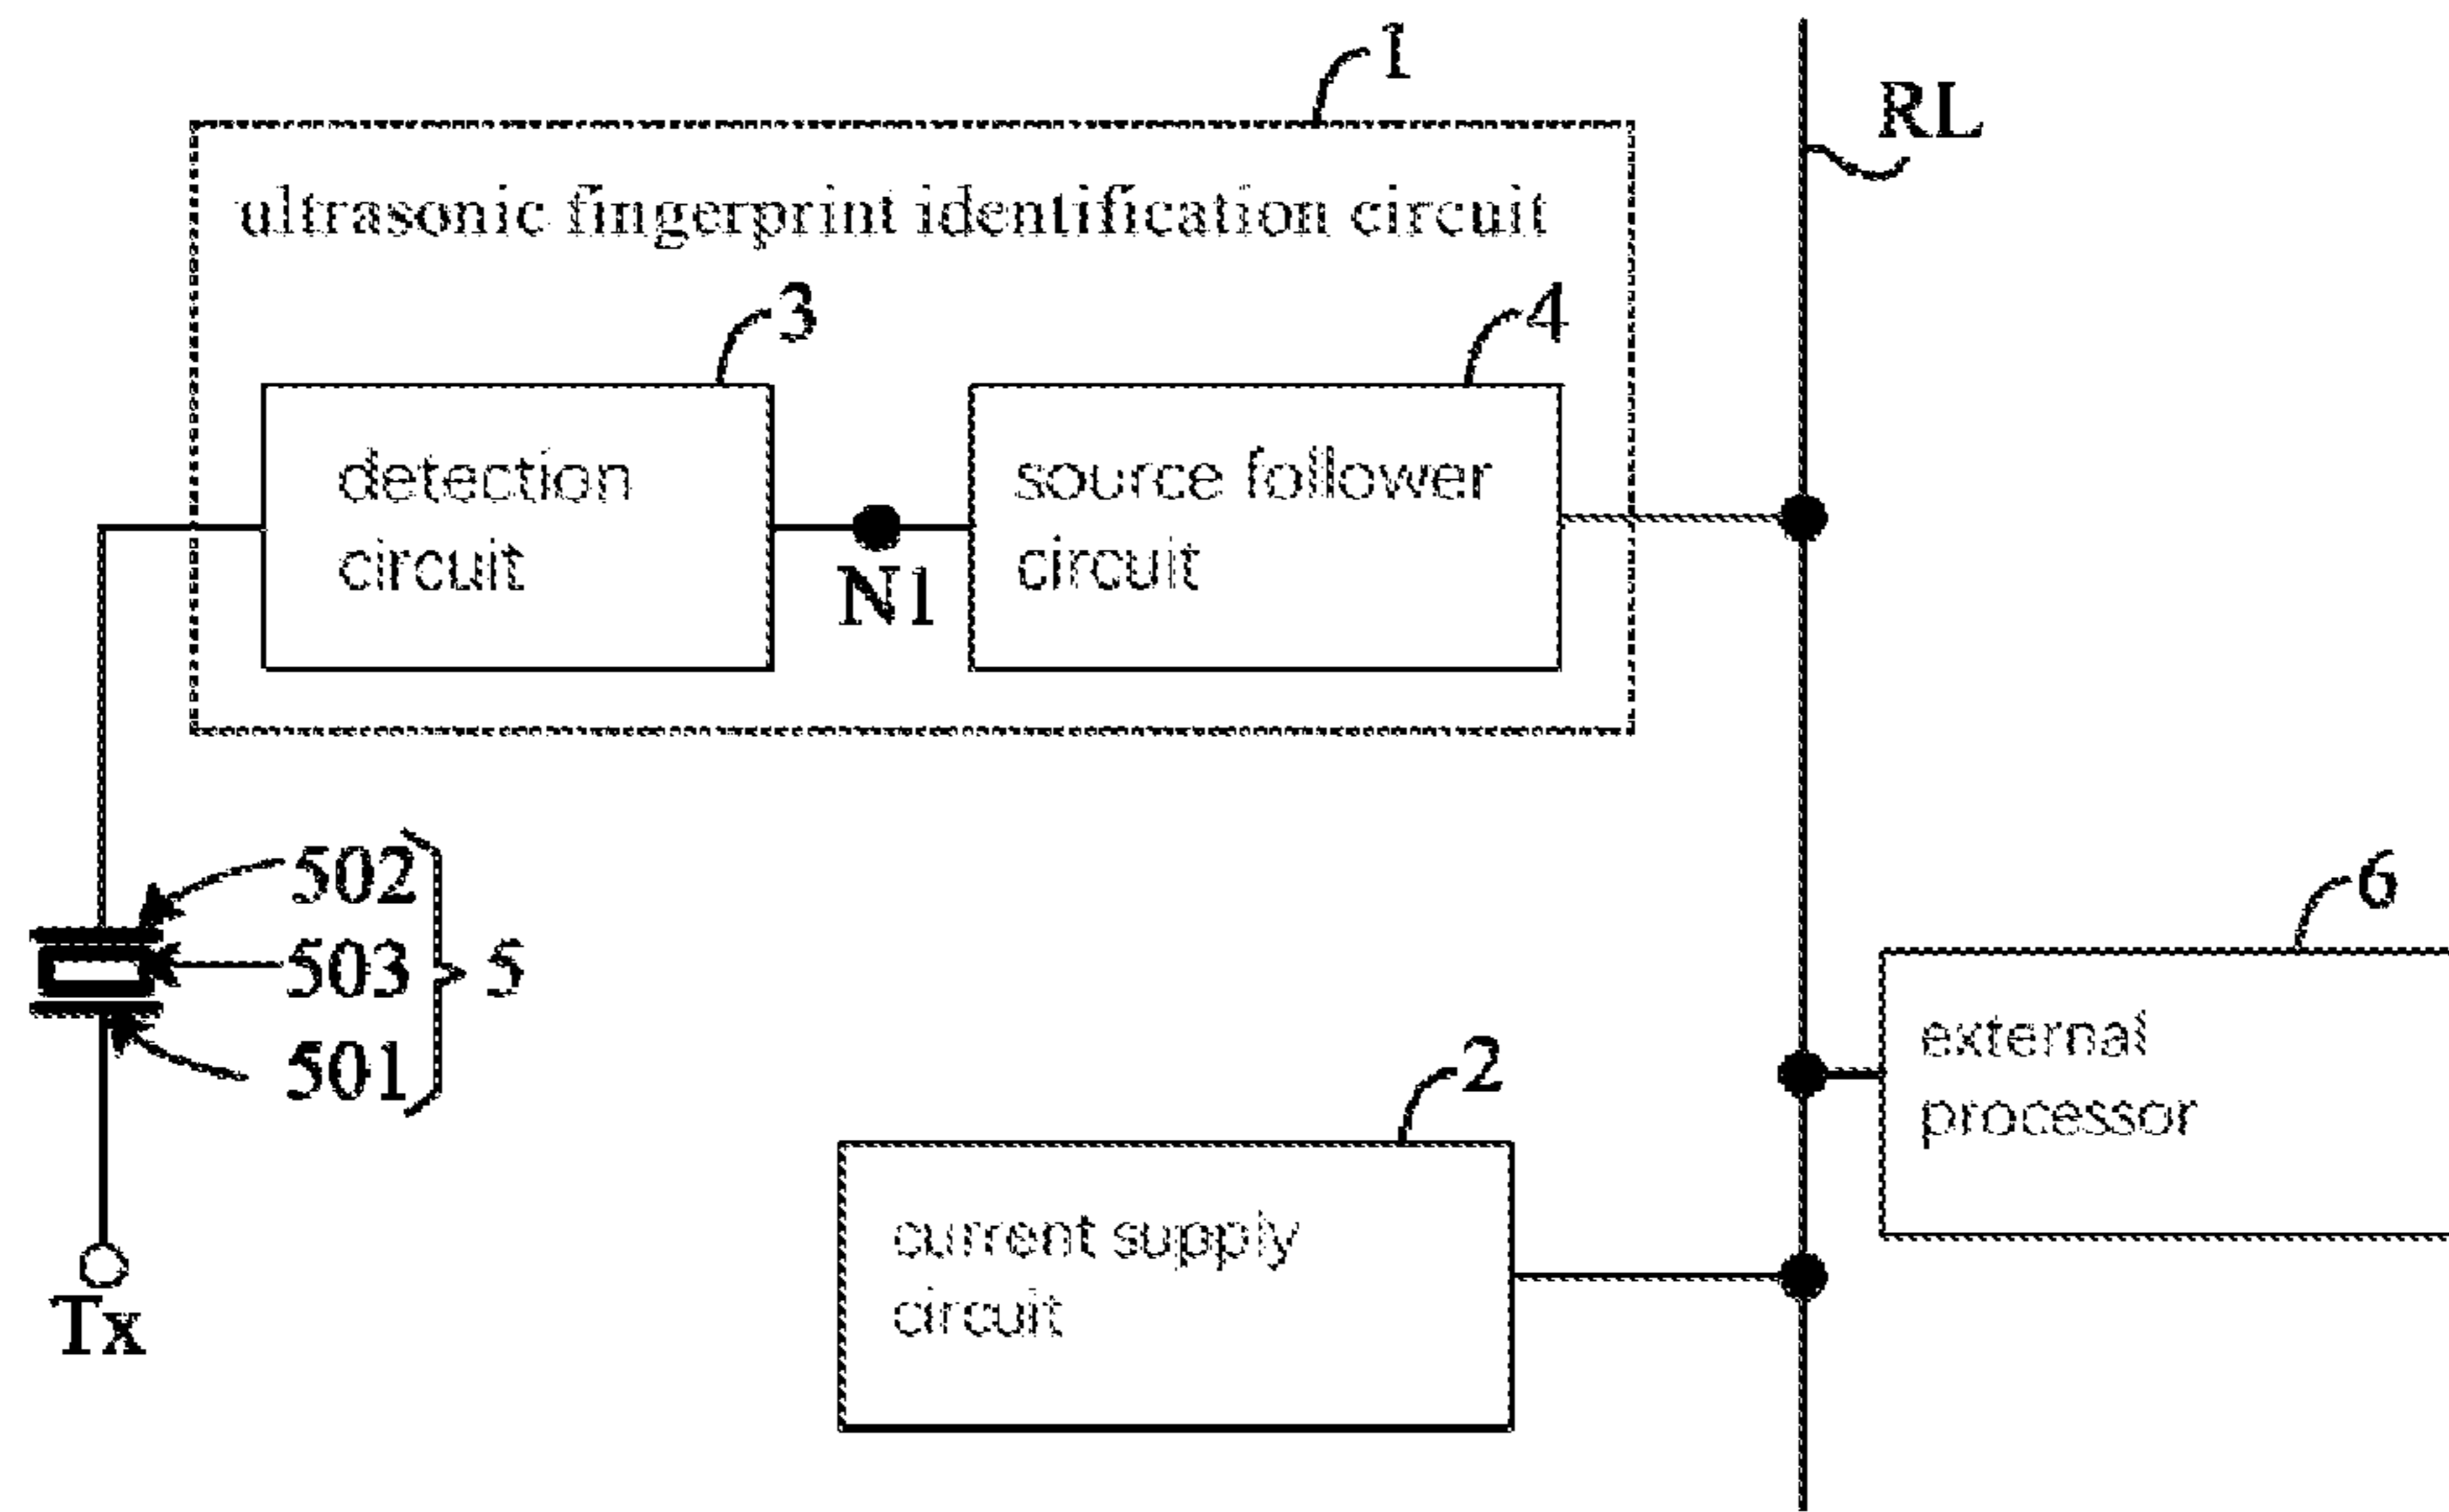 1
RL
ultrasonic fingerprint identification circuit
3
4
detection
circuit
source follower
circuit
N1
502
503
5
501
6
external
processor
2
current supply
circuit
Tx